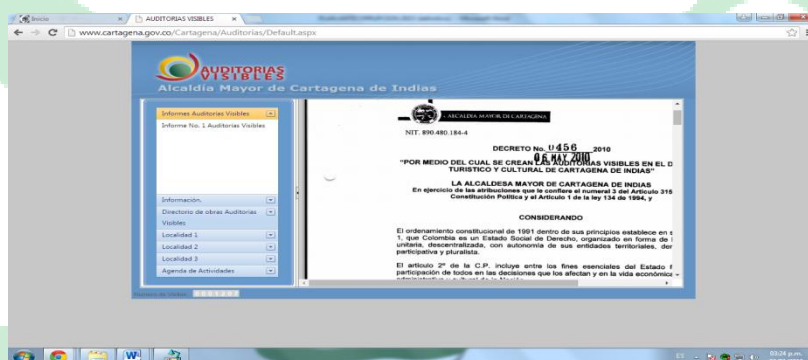 Inicio
AUDITORIAS VISIBLES
www.cartagena.gov.co/Cartagena/Auditorias/Default.aspx
AUDITORIAS
VISIBLES
Alcaldía Mayor de Cartagena de Indias
Informes Auditorias Visibles
Informe No. 1 Auditorias Visibles
Información.
Directorio de obras Auditorias
Visibles
Localidad 1
Localidad 2
Localidad 3
Agenda de Actividades
ALCALDIA MAYOR DE CARTAGENA
NIT. 890.480.184-4
DECRETO No. 0456 2010
06 MAY 2010
"POR MEDIO DEL CUAL SE CREAN LAS AUDITORIAS VISIBLES EN EL D
TURISTICO Y CULTURAL DE CARTAGENA DE INDIAS"
LA ALCALDESA MAYOR DE CARTAGENA DE INDIAS
En ejercicio de las atribuciones que le confiere el numeral 3 del Artículo 315
Constitución Política y el Artículo 1 de la ley 134 de 1994, y
CONSIDERANDO
El ordenamiento constitucional de 1991 dentro de sus principios establece en s
1, que Colombia es un Estado Social de Derecho, organizado en forma de
unitaria, descentralizada, con autonomía de sus entidades territoriales, der
participativa y pluralista.
El artículo 2° de la C.P. incluye entre los fines esenciales del Estado f
participación de todos en las decisiones que los afectan y en la vida económica
ES
03:24 p.m.